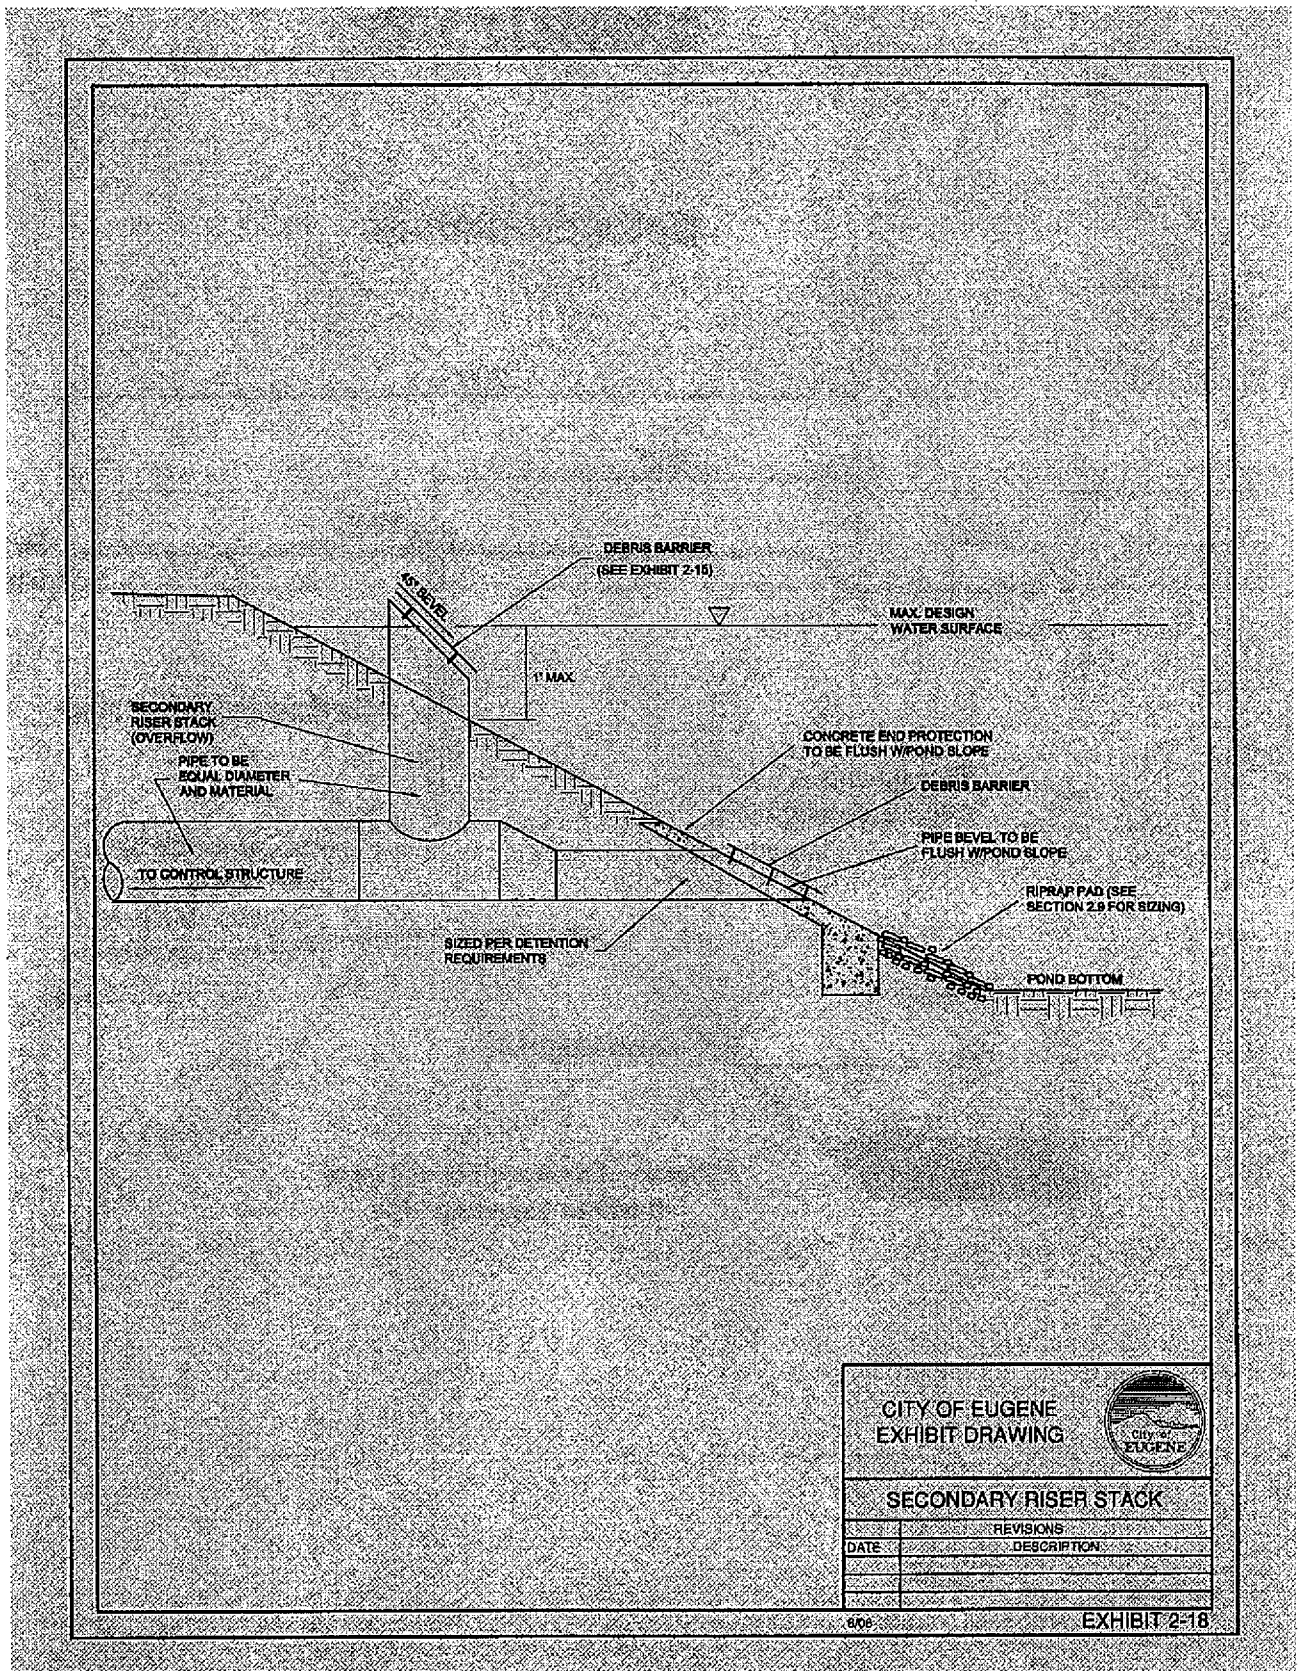 DEBRIS BARRIER
(SEE EXHIBIT 2-15)
45° BEVEL
MAX. DESIGN
WATER SURFACE
1' MAX.
SECONDARY
RISER STACK
(OVERFLOW)
PIPE TO BE
EQUAL DIAMETER
AND MATERIAL
CONCRETE END PROTECTION
TO BE FLUSH W/POND SLOPE
DEBRIS BARRIER
PIPE BEVEL TO BE
FLUSH W/POND SLOPE
TO CONTROL STRUCTURE
RIPRAP PAD (SEE
SECTION 2.9 FOR SIZING)
SIZED PER DETENTION
REQUIREMENTS
POND BOTTOM
CITY OF EUGENE
EXHIBIT DRAWING
City of
EUGENE
SECONDARY RISER STACK
REVISIONS
DATE DESCRIPTION
6/06
EXHIBIT 2-18